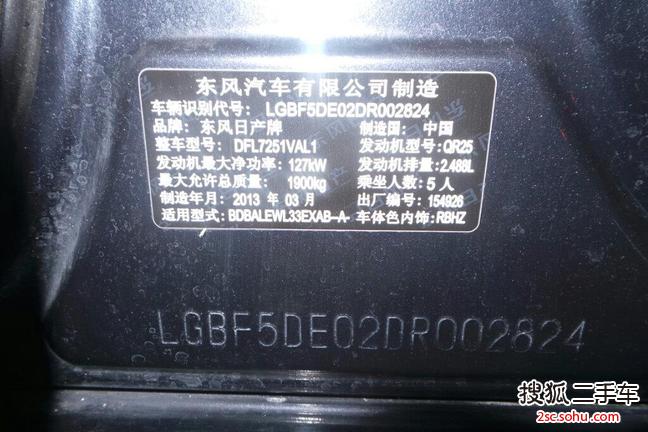 东风汽车有限公司制造
车辆识别代号: LGBF5DE02DR002824
品牌: 东风日产牌 制造国: 中国
整车型号: DFL7251VAL1 发动机型号: QR25
发动机最大净功率: 127kW 发动机排量: 2.488L
最大允许总质量: 1900kg 乘坐人数: 5人
制造年月: 2013 年 03 月 出厂编号: 154926
适用型号: BDBALEWL33EXAB-A- 车体色内饰: RBHZ
LGBF5DE02DR002824
搜狐二手车
2sc.sohu.com